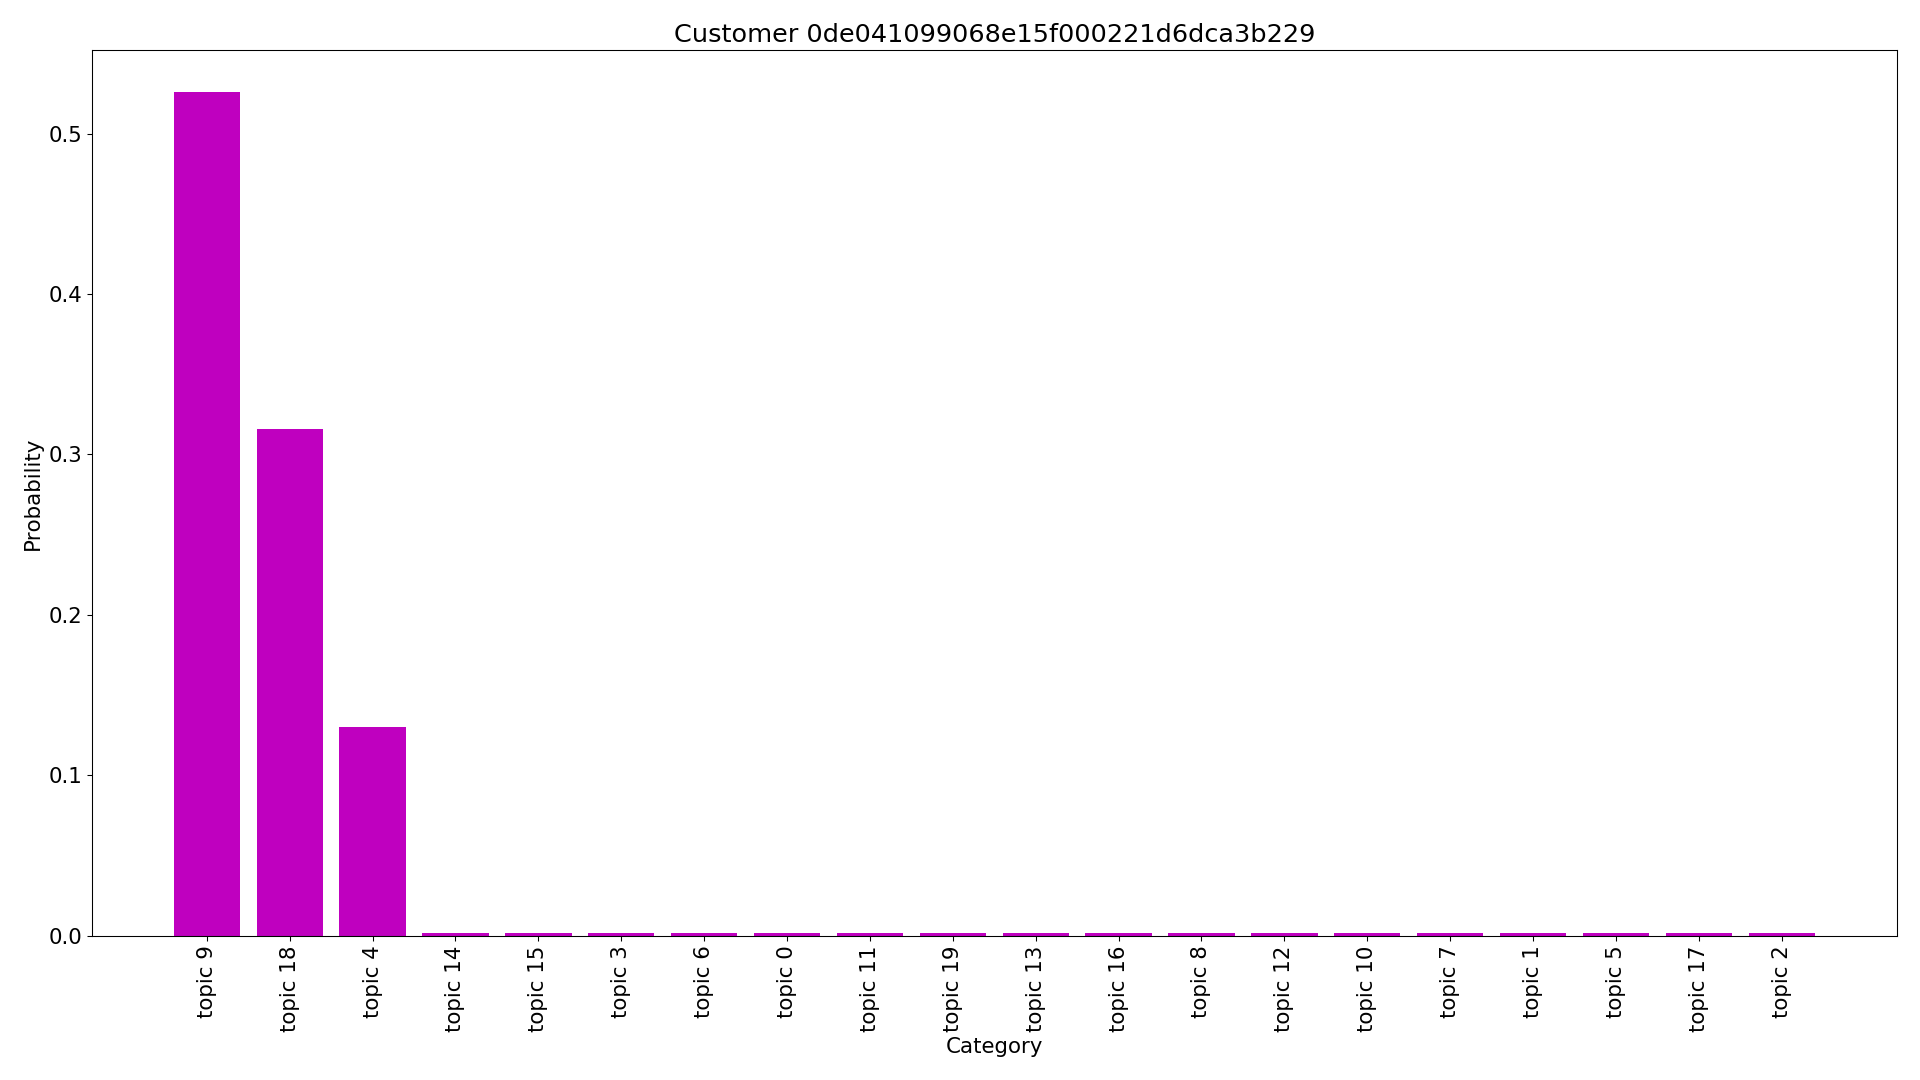 Customer 0de041099068e15f000221d6dca3b229
Probability
0.5
0.4
0.3
0.2
0.1
0.0
topic 9
topic 18
topic 4
topic 14
topic 15
topic 3
topic 6
topic 0
topic 11
topic 19
topic 13
topic 16
topic 8
topic 12
topic 10
topic 7
topic 1
topic 5
topic 17
topic 2
Category